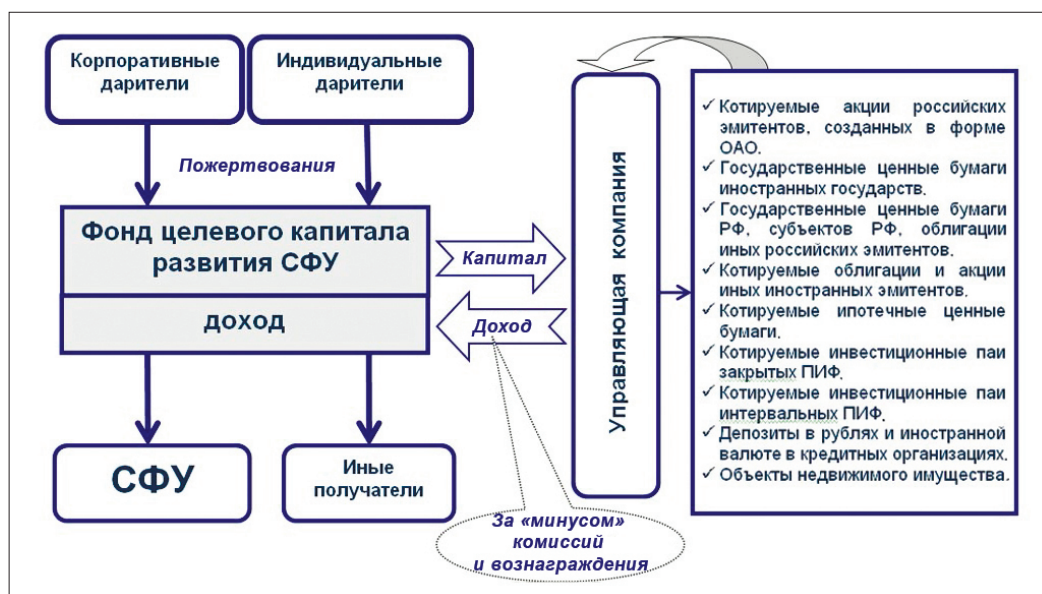 Корпоративные
дарители
Индивидуальные
дарители
Пожертвования
Фонд целевого капитала
развития СФУ
доход
СФУ
Иные
получатели
Капитал
Доход
За «минусом»
комиссий
и вознаграждения
Управляющая компания
✓ Котируемые акции российских
эмитентов, созданных в форме
ОАО.
✓ Государственные ценные бумаги
иностранных государств.
✓ Государственные ценные бумаги
РФ, субъектов РФ, облигации
иных российских эмитентов.
✓ Котируемые облигации и акции
иных иностранных эмитентов.
✓ Котируемые ипотечные ценные
бумаги.
✓ Котируемые инвестиционные паи
закрытых ПИФ.
✓ Котируемые инвестиционные паи
интервальных ПИФ.
✓ Депозиты в рублях и иностранной
валюте в кредитных организациях.
✓ Объекты недвижимого имущества.